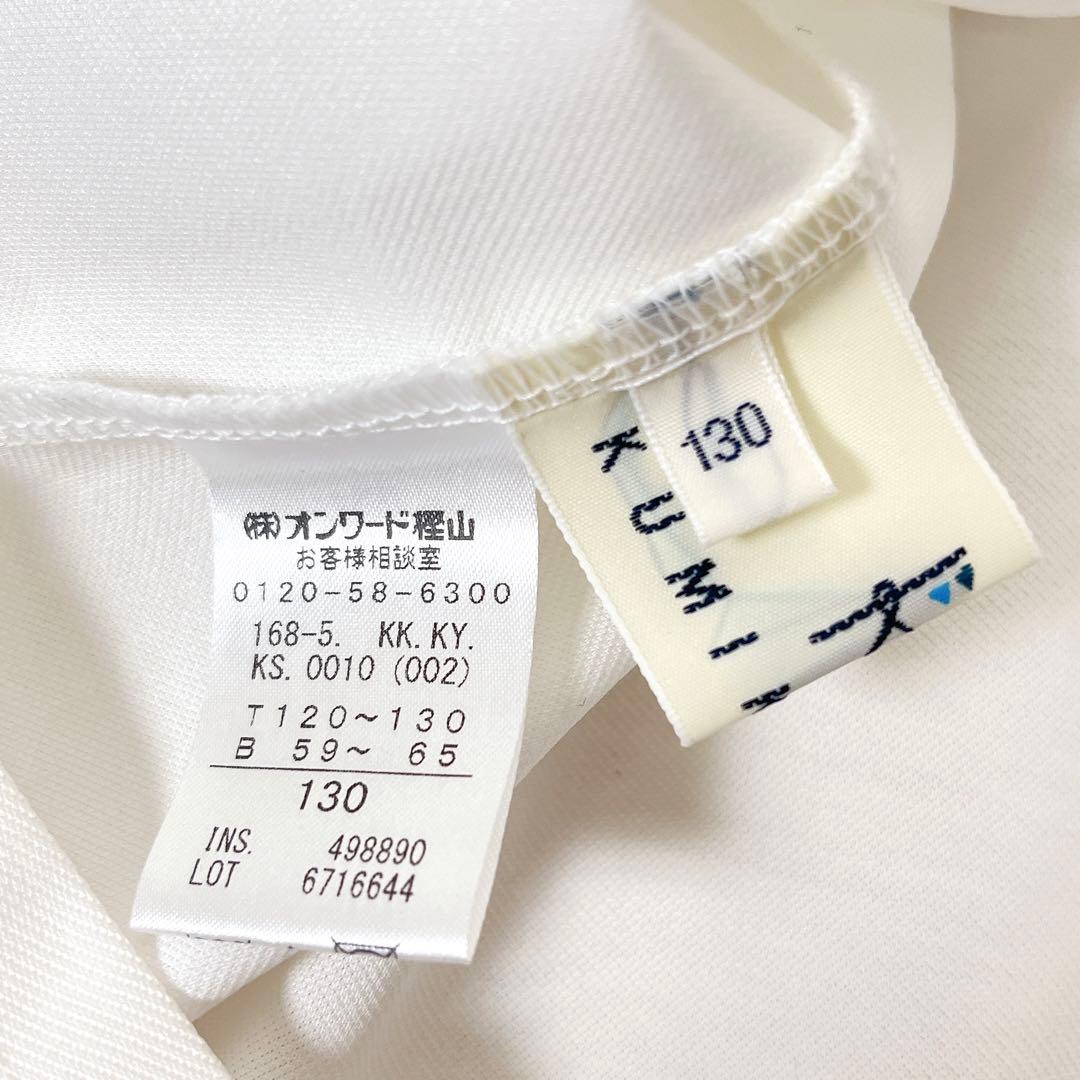 ㈱オンワード樫山
お客様相談室
0120-58-6300
168-5. KK.KY.
KS.0010 (002)
T120～130
B 59～ 65
130
INS. 498890
LOT 6716644
130
KUMI